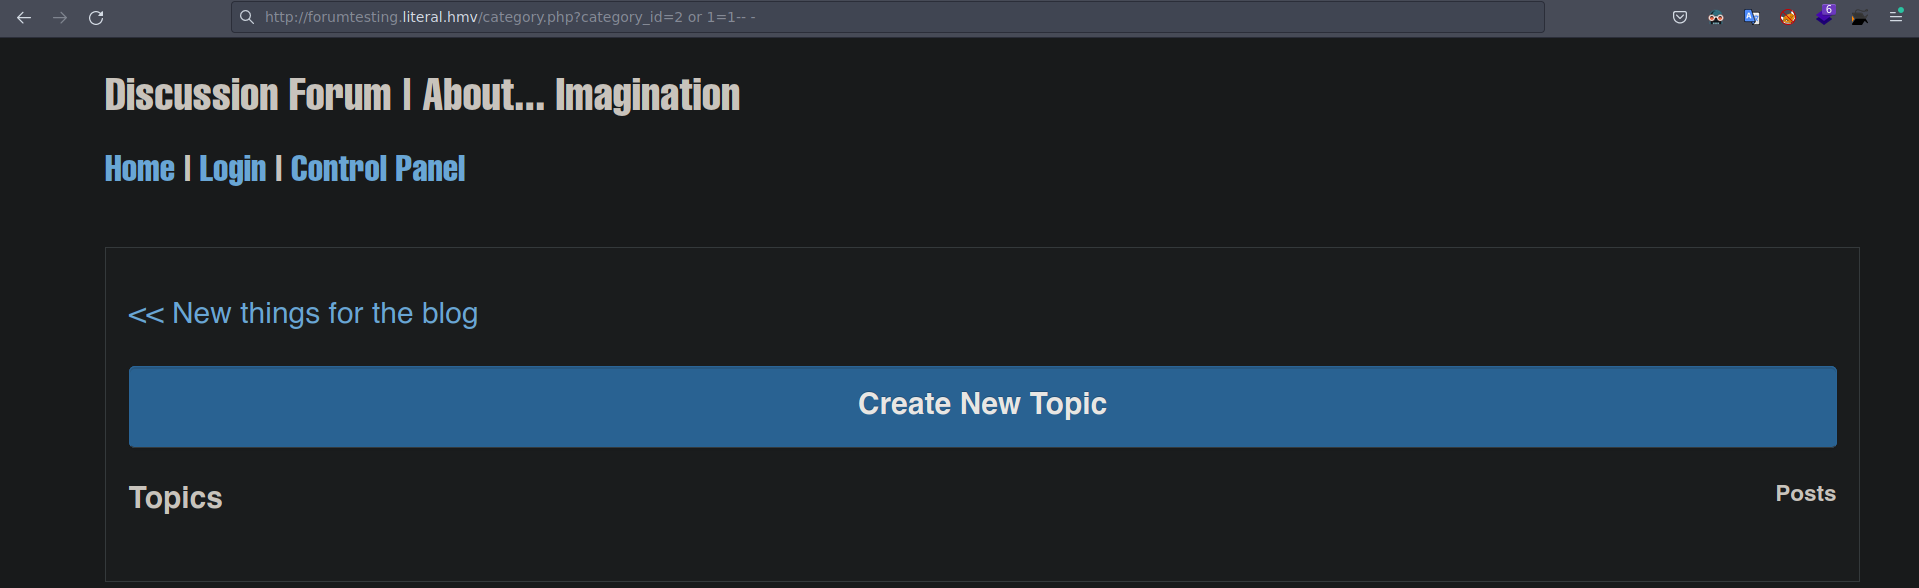 http://forumtesting.literal.hmv/category.php?category_id=2 or 1=1-- -
6
Discussion Forum | About... Imagination
Home | Login | Control Panel
<< New things for the blog
Create New Topic
Topics
Posts